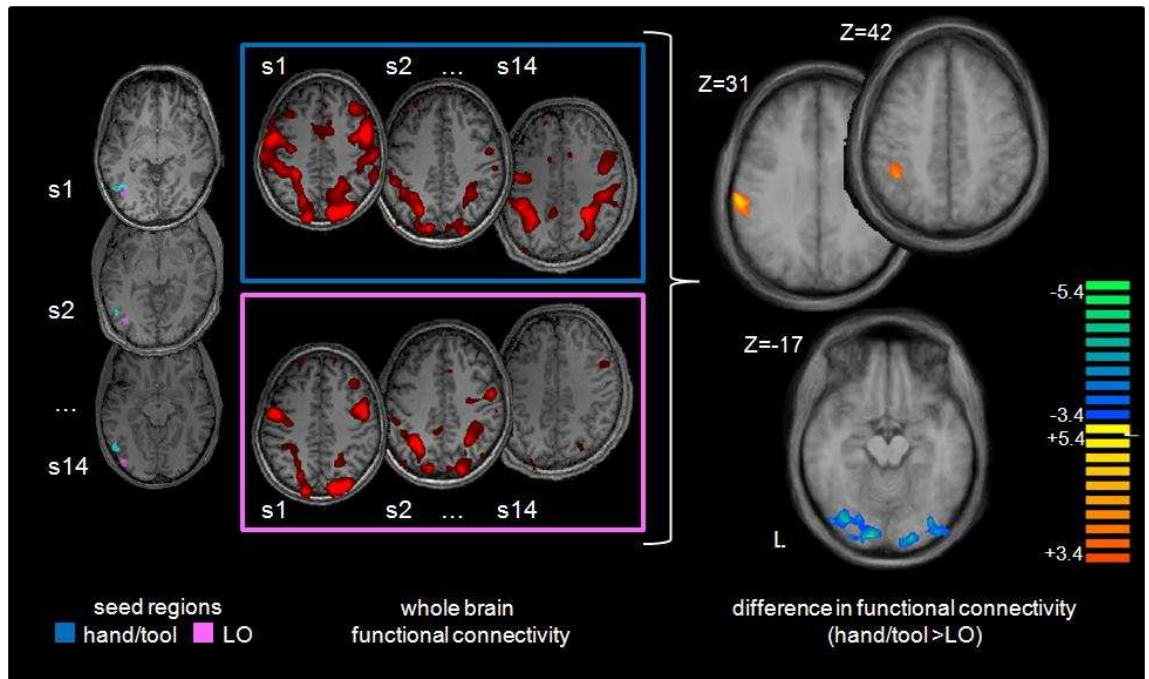 s1
s2
...
s14
s1
s2 ... s14
s1
s2 ... s14
Z=31
Z=42
Z=-17
L
-5.4
-3.4
+5.4
+3.4
seed regions
hand/tool LO
whole brain
functional connectivity
difference in functional connectivity
(hand/tool >LO)